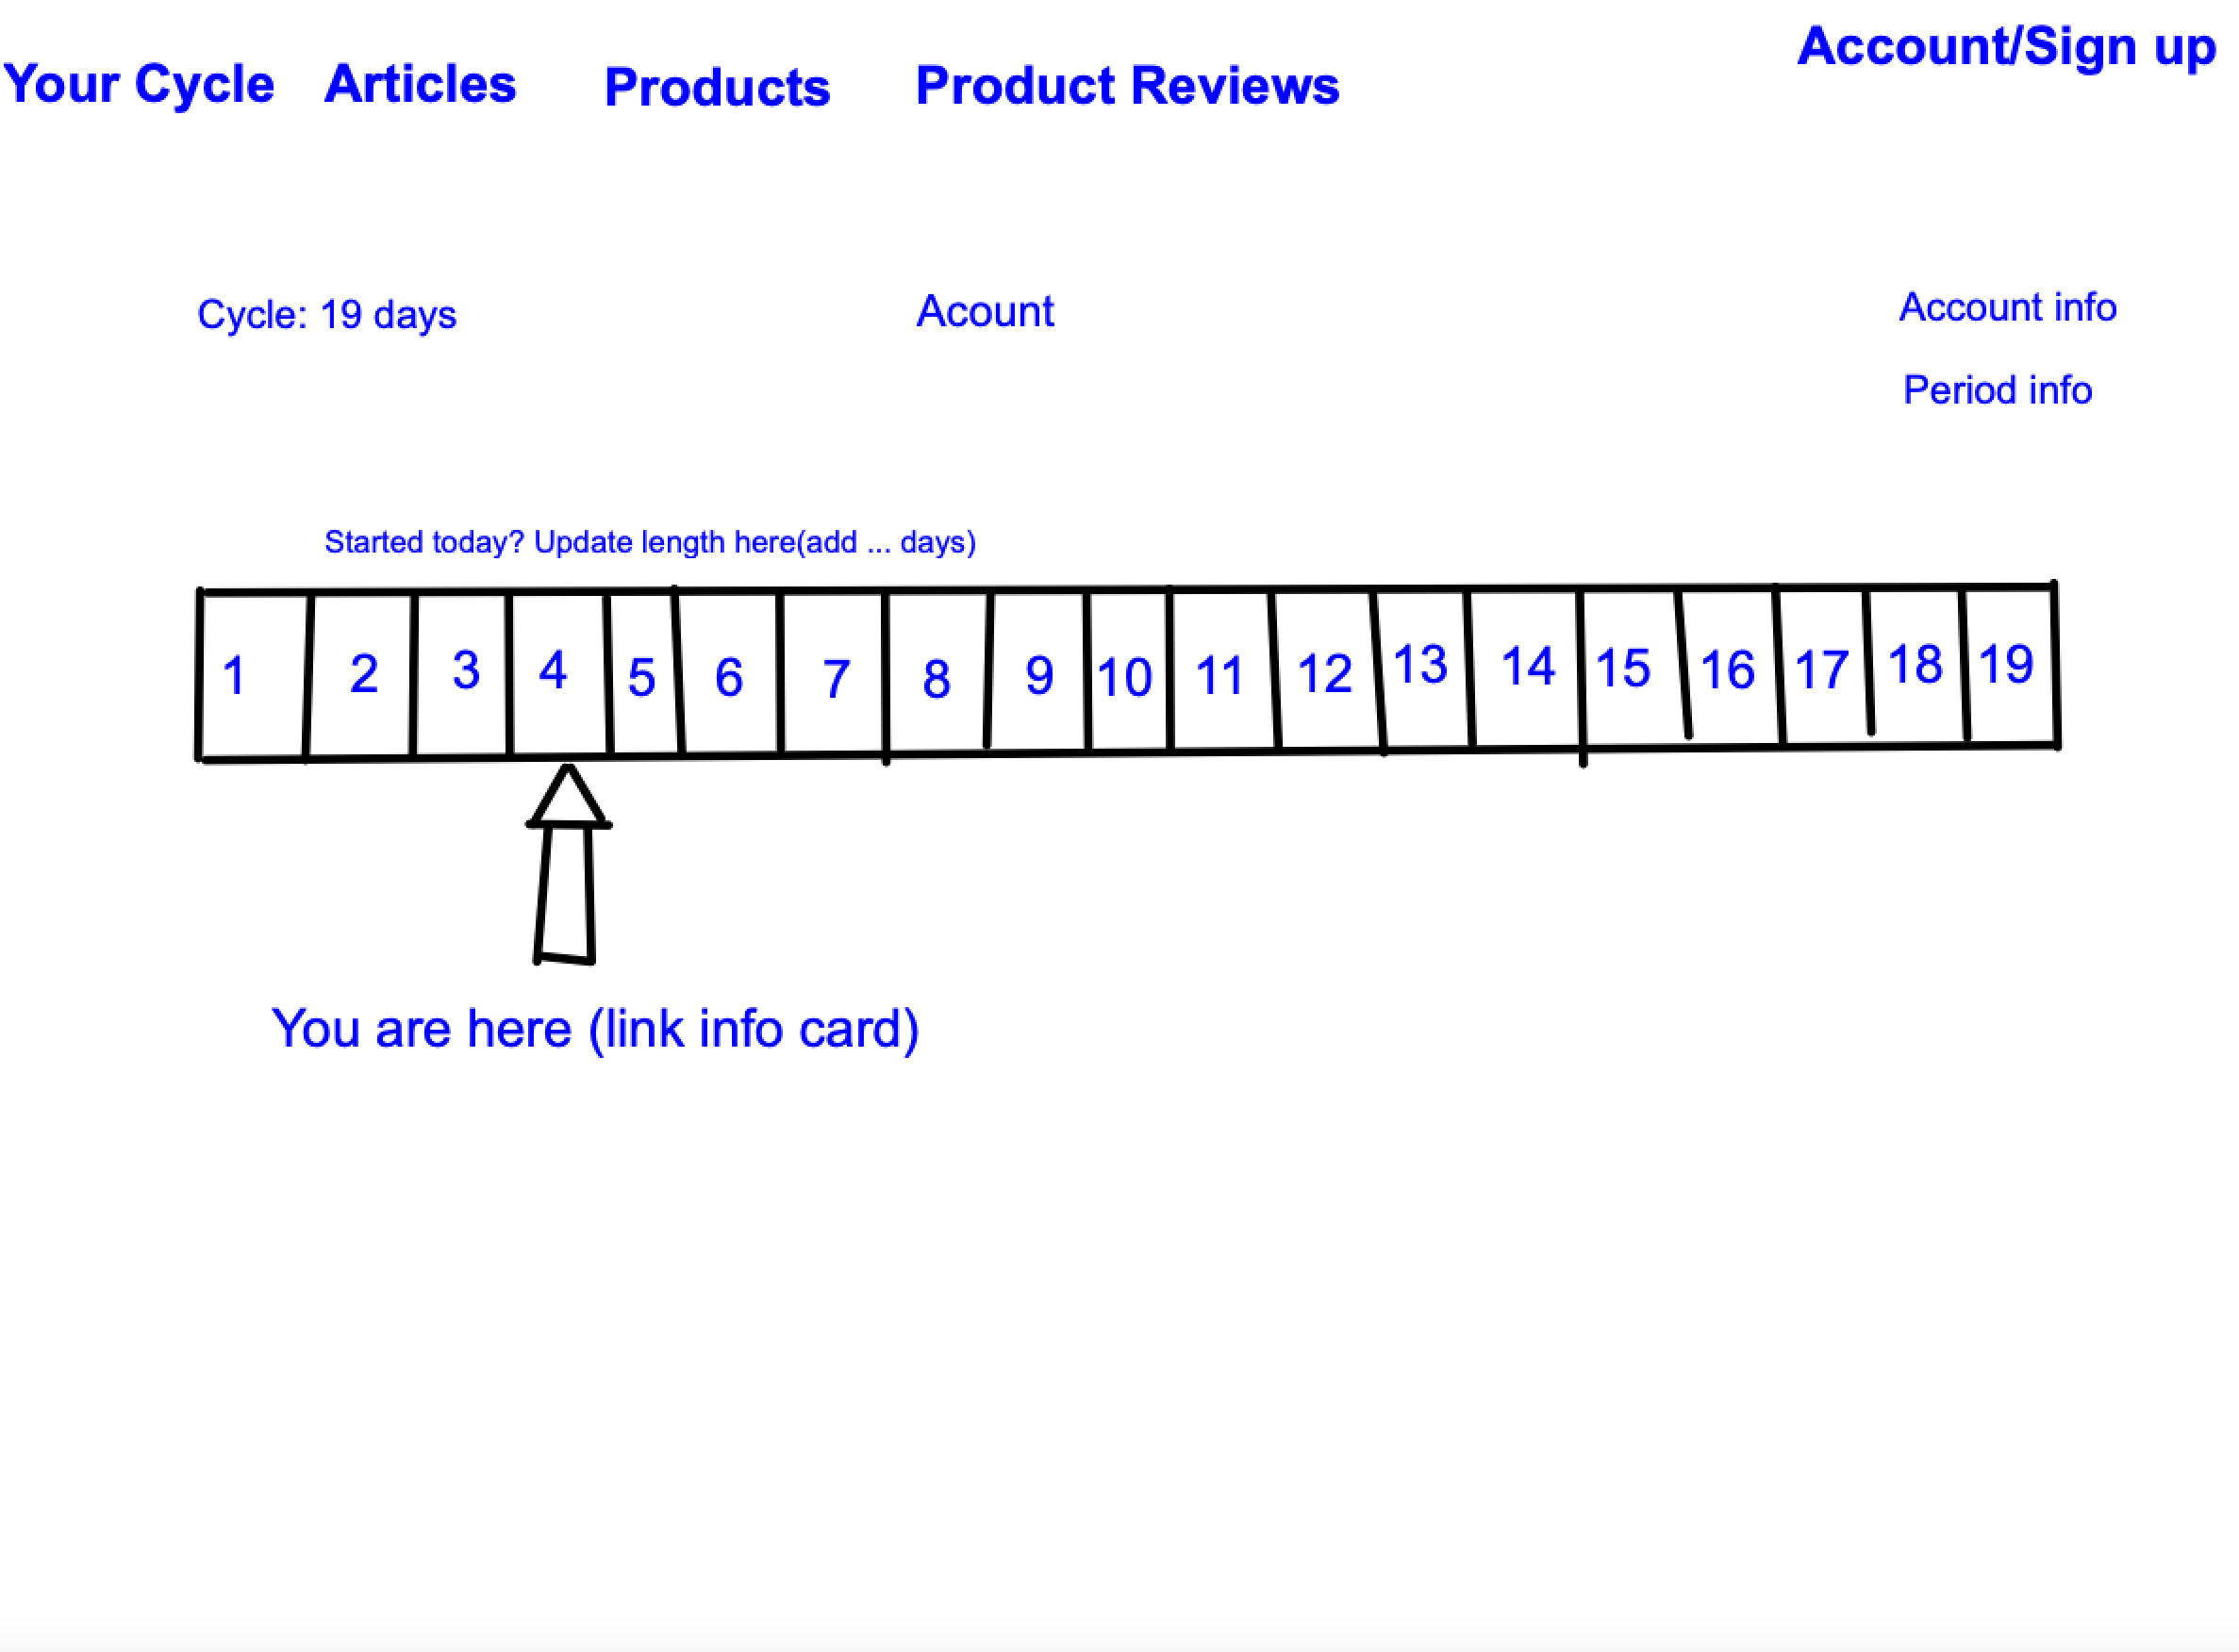 Your Cycle Articles Products Product Reviews Account/Sign up
Cycle: 19 days Acount Account info
Period info
Started today? Update length here(add ... days)
1 2 3 4 5 6 7 8 9 10 11 12 13 14 15 16 17 18 19
You are here (link info card)